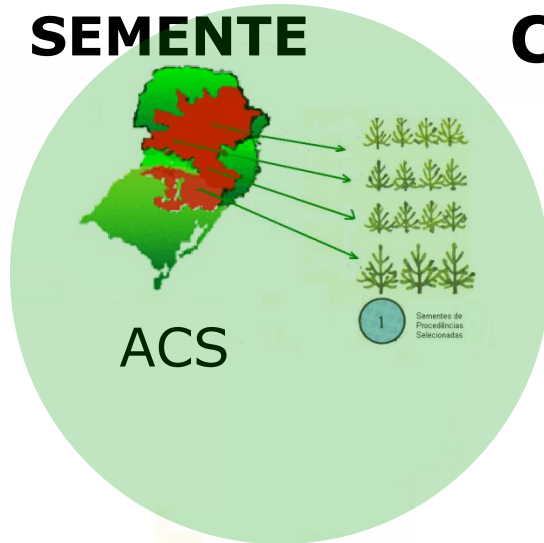 SEMENTE
C
1
Sementes de
Procedências
Selecionadas
ACS